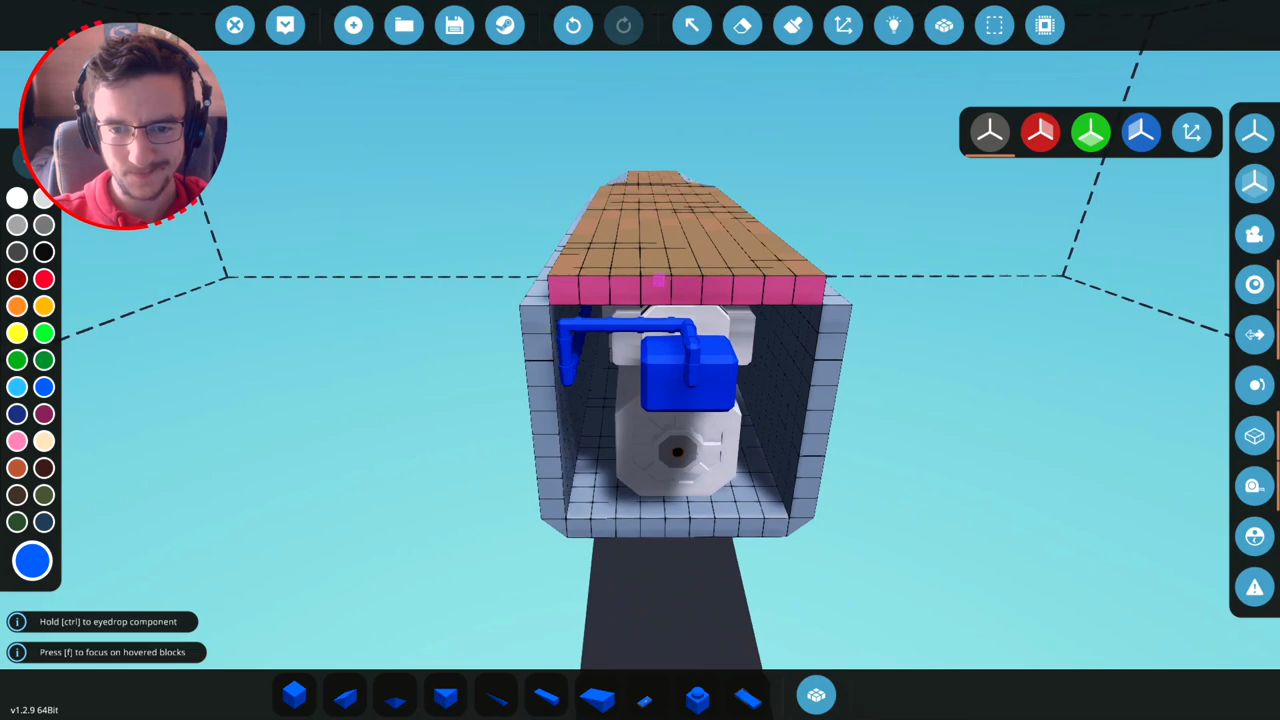 Hold [ctrl] to eyedrop component
Press [f] to focus on hovered blocks
v1.2.9 64Bit